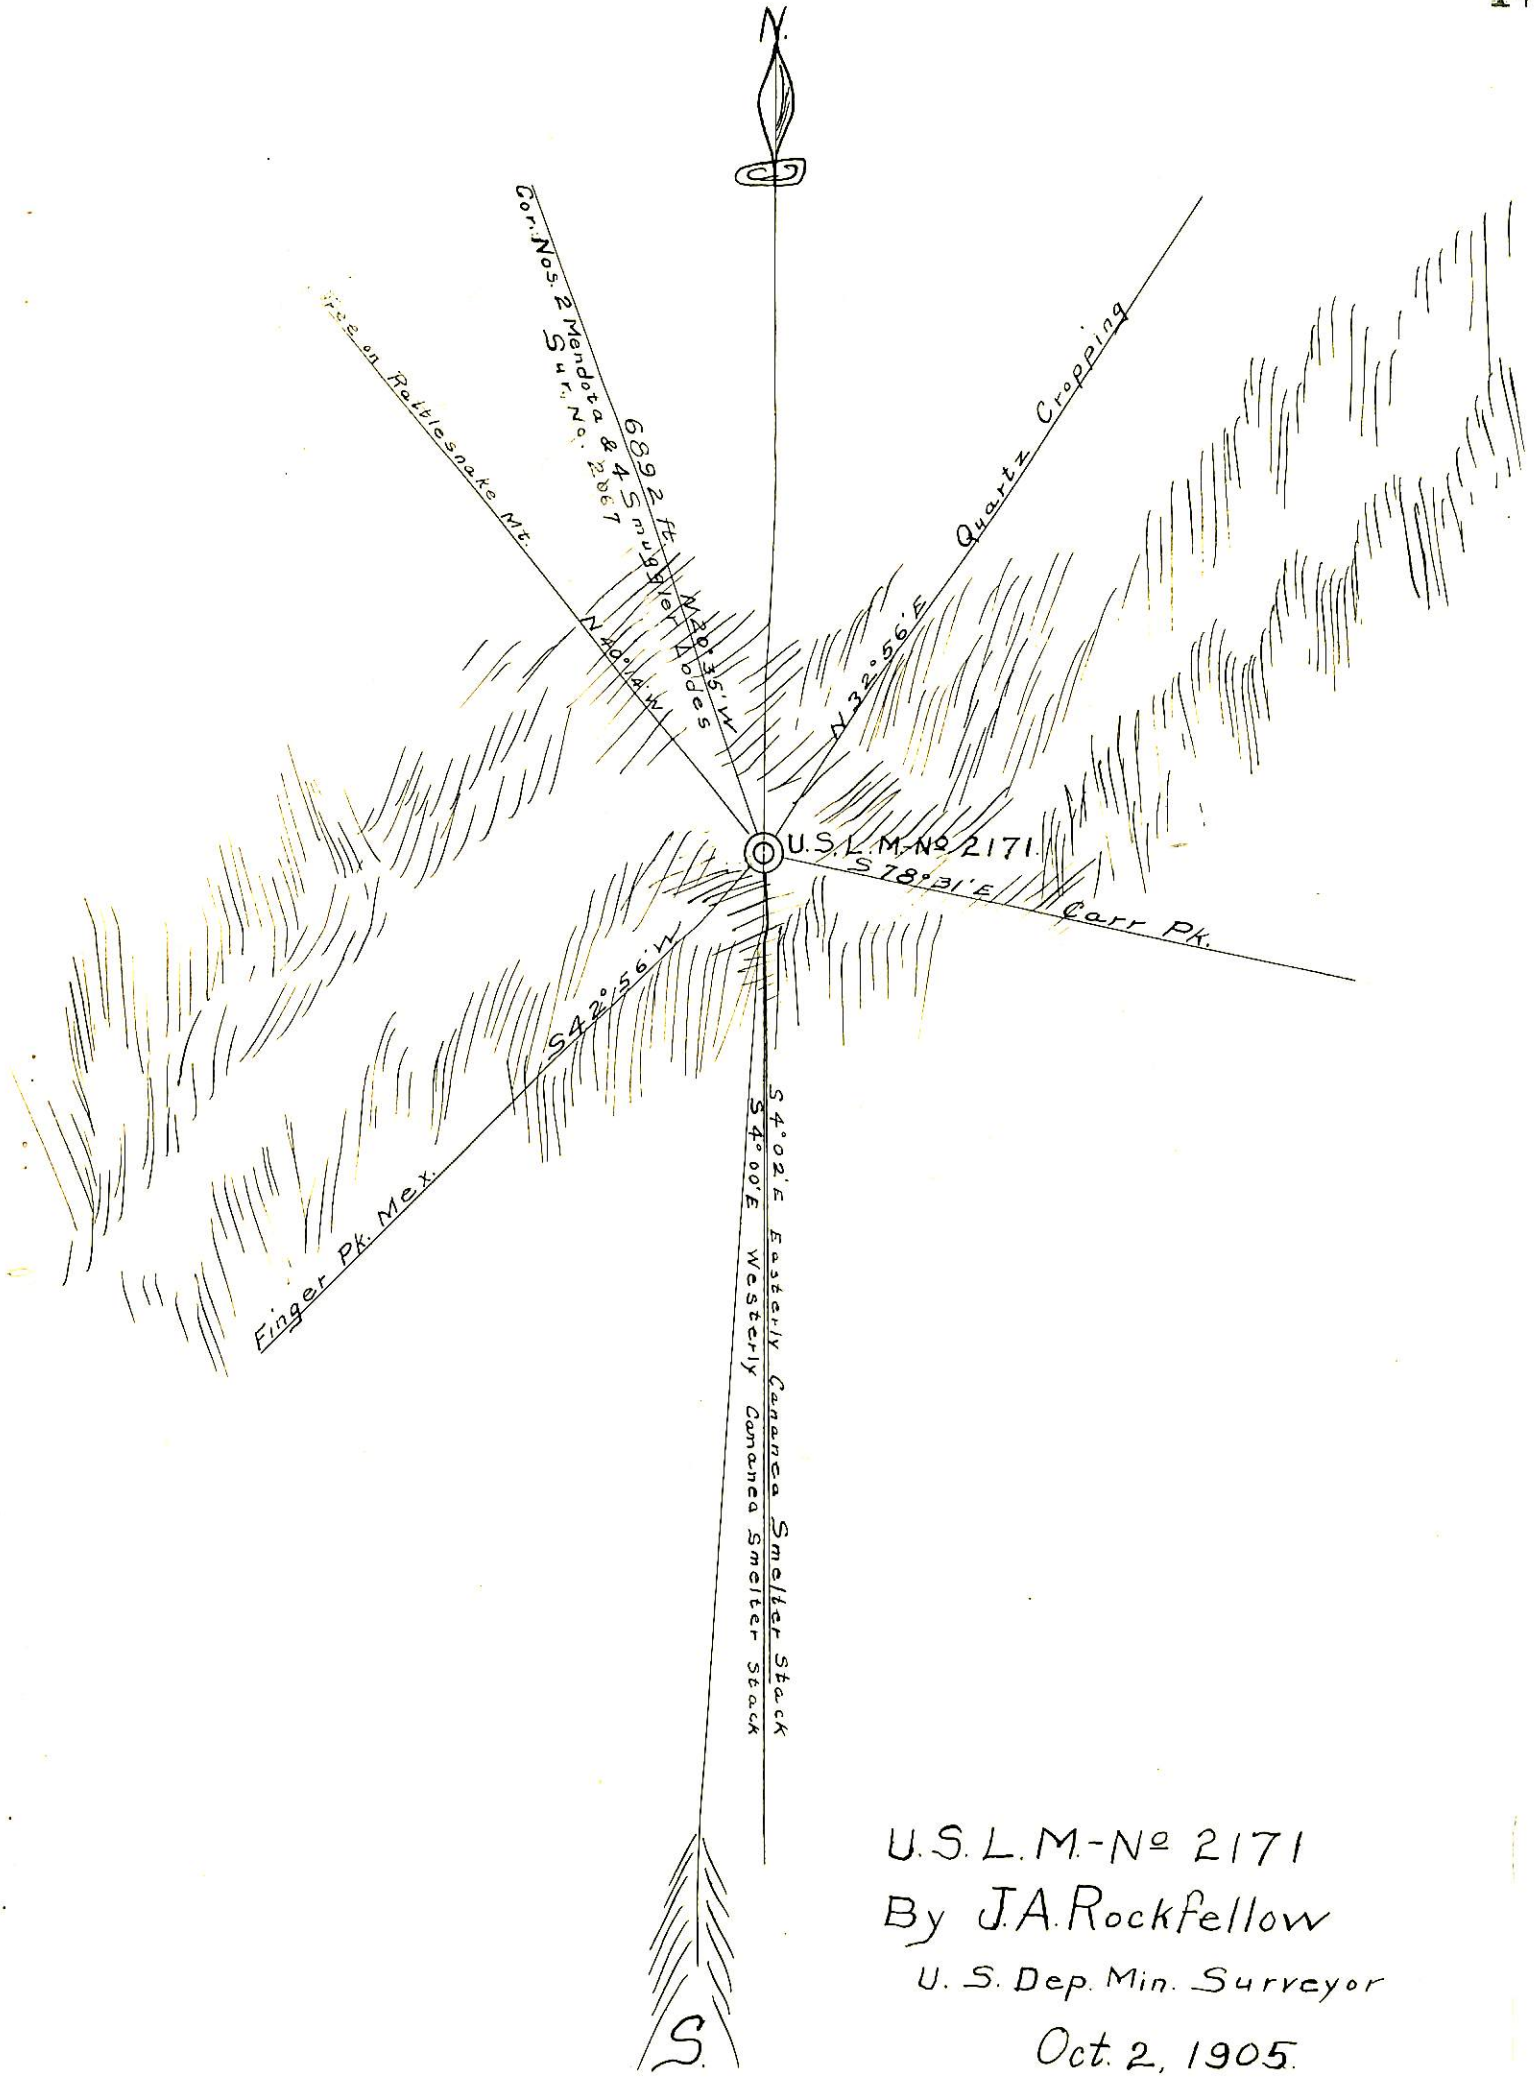 N.
Cor. Nos. 2 Mendota & 4 Smuggler Lodes
Sur. No. 2067
6892 ft.
N 20° 35' W
Tree on Rattlesnake Mt.
N 40° 14' W
Quartz Cropping
N 32° 56' E
U.S.L.M-Nº 2171.
S 78° 31' E
Carr Pk.
S 42° 56' W
Finger Pk. Mex.
S 4° 02' E Easterly Cananea Smelter Stack
S 4° 00' E Westerly Cananea Smelter Stack
S.
U.S.L.M.-Nº 2171
By J.A. Rockfellow
U.S. Dep. Min. Surveyor
Oct. 2, 1905.